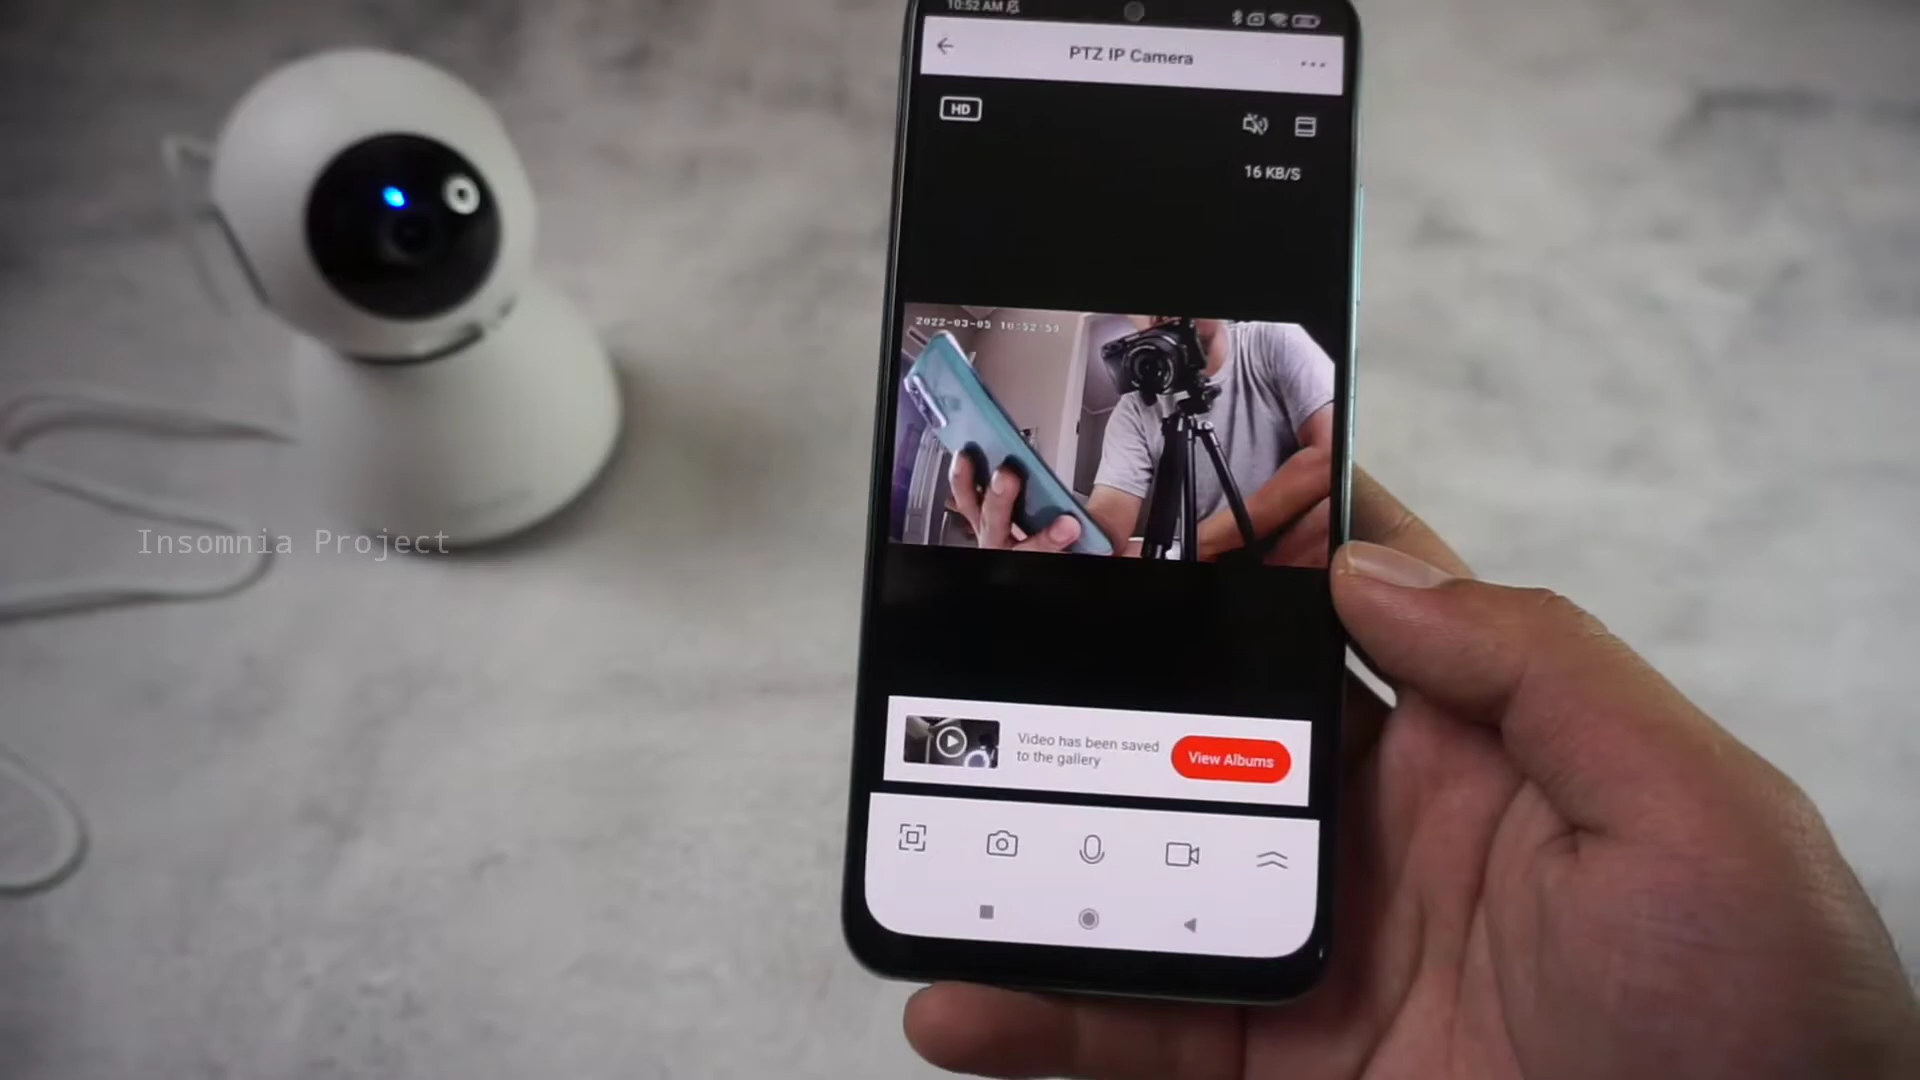 10:52 AM
PTZ IP Camera
HD
16 KB/S
2022-03-05 10:52:53
Insomnia Project
Video has been saved
to the gallery
View Albums